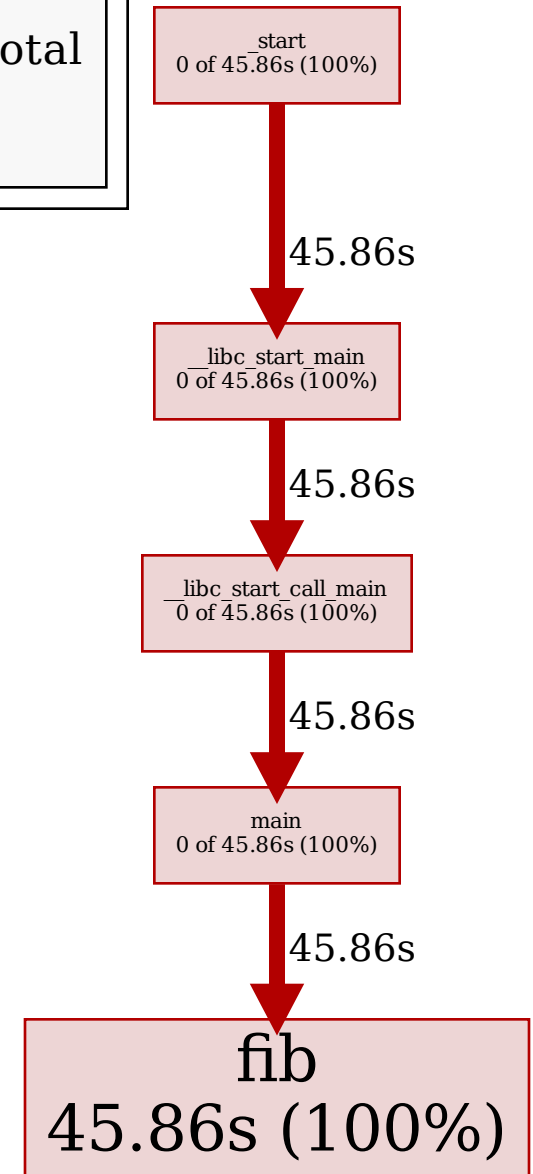 otal
_start
0 of 45.86s (100%)
45.86s
__libc_start_main
0 of 45.86s (100%)
45.86s
__libc_start_call_main
0 of 45.86s (100%)
45.86s
main
0 of 45.86s (100%)
45.86s
fib
45.86s (100%)